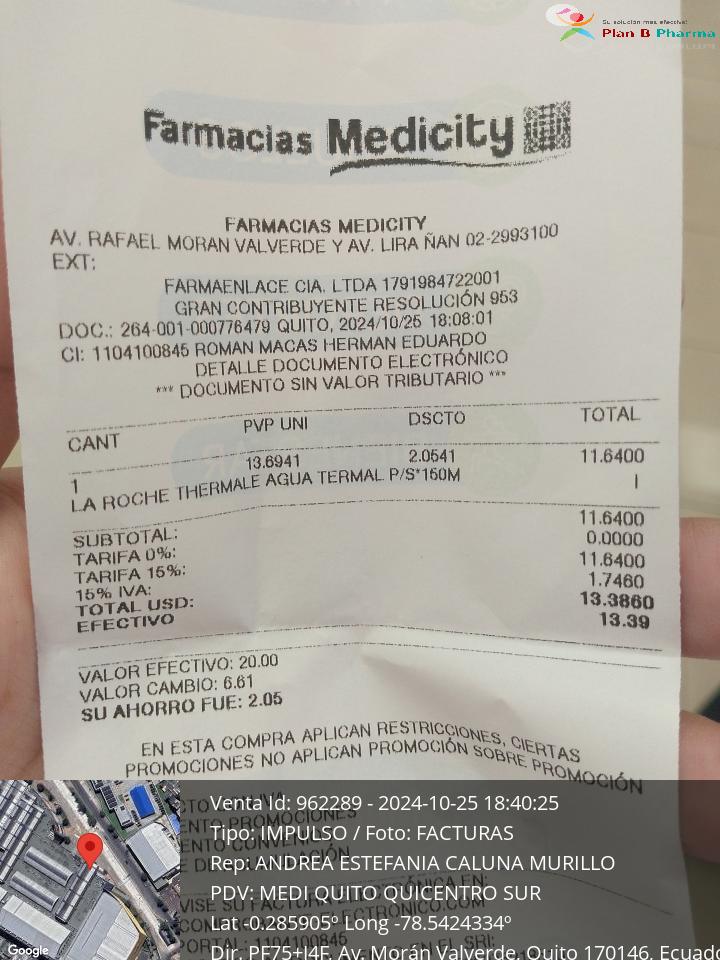 Su solución más efectiva!
Plan B Pharma
Farmacias Medicity
FARMACIAS MEDICITY
AV. RAFAEL MORAN VALVERDE Y AV. LIRA ÑAN 02-2993100
EXT:
FARMAENLACE CIA. LTDA 1791984722001
GRAN CONTRIBUYENTE RESOLUCIÓN 953
DOC.: 264-001-000776479 QUITO, 2024/10/25 18:08:01
CI: 1104100845 ROMAN MACAS HERMAN EDUARDO
DETALLE DOCUMENTO ELECTRÓNICO
*** DOCUMENTO SIN VALOR TRIBUTARIO ***
CANT PVP UNI DSCTO TOTAL
1 13.6941 2.0541 11.6400
LA ROCHE THERMALE AGUA TERMAL P/S*150M I
SUBTOTAL: 11.6400
TARIFA 0%: 0.0000
TARIFA 15%: 11.6400
15% IVA: 1.7460
TOTAL USD: 13.3860
EFECTIVO 13.39
VALOR EFECTIVO: 20.00
VALOR CAMBIO: 6.61
SU AHORRO FUE: 2.05
EN ESTA COMPRA APLICAN RESTRICCIONES, CIERTAS
PROMOCIONES NO APLICAN PROMOCIÓN SOBRE PROMOCIÓN
Venta Id: 962289 - 2024-10-25 18:40:25
Tipo: IMPULSO / Foto: FACTURAS
Rep: ANDREA ESTEFANIA CALUNA MURILLO
PDV: MEDI QUITO QUICENTRO SUR
Lat -0.285905º Long -78.5424334º
Dir. PF75+J4F, Av. Morán Valverde, Quito 170146, Ecuado
Google